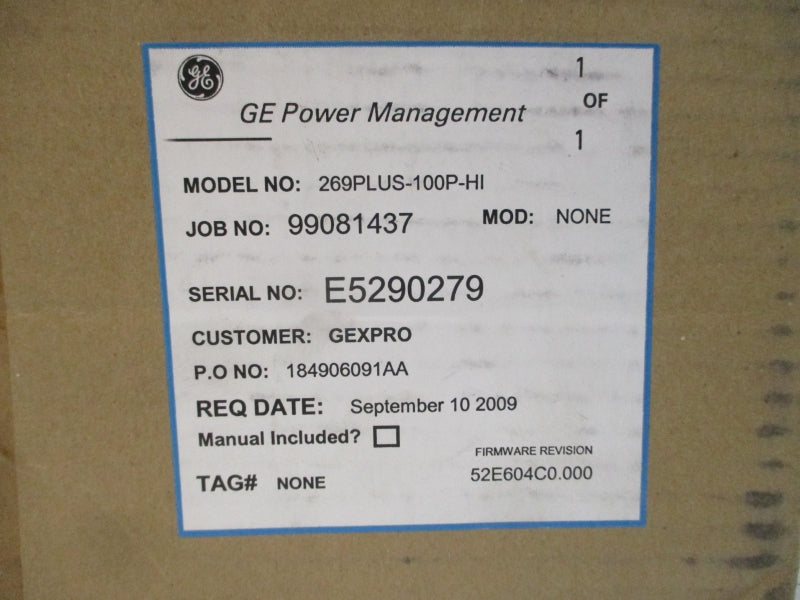 GE
1
OF
1
GE Power Management
MODEL NO: 269PLUS-100P-HI
JOB NO: 99081437 MOD: NONE
SERIAL NO: E5290279
CUSTOMER: GEXPRO
P.O NO: 184906091AA
REQ DATE: September 10 2009
Manual Included?
FIRMWARE REVISION
TAG# NONE 52E604C0.000